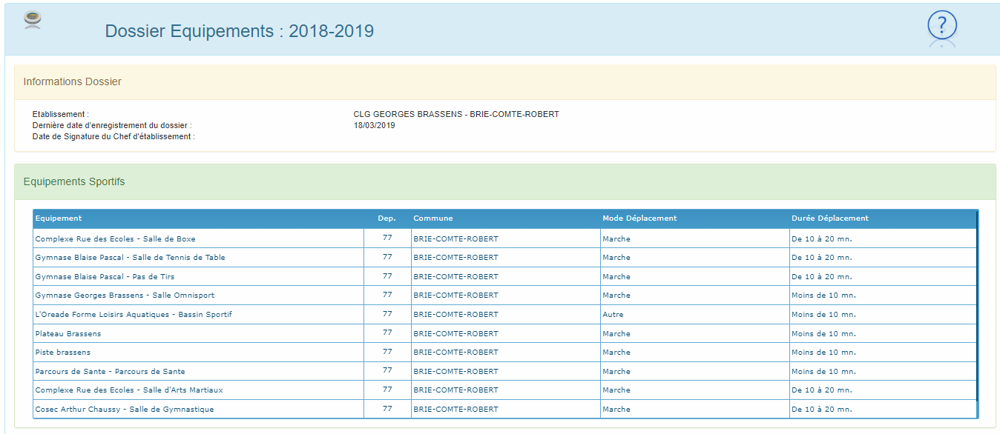 Dossier Equipements : 2018-2019
?
Informations Dossier
Etablissement : CLG GEORGES BRASSENS - BRIE-COMTE-ROBERT
Dernière date d'enregistrement du dossier : 18/03/2019
Date de Signature du Chef d'établissement :
Equipements Sportifs
Equipement Dep. Commune Mode Déplacement Durée Déplacement
Complexe Rue des Ecoles - Salle de Boxe 77 BRIE-COMTE-ROBERT Marche De 10 à 20 mn.
Gymnase Blaise Pascal - Salle de Tennis de Table 77 BRIE-COMTE-ROBERT Marche De 10 à 20 mn.
Gymnase Blaise Pascal - Pas de Tirs 77 BRIE-COMTE-ROBERT Marche De 10 à 20 mn.
Gymnase Georges Brassens - Salle Omnisport 77 BRIE-COMTE-ROBERT Marche Moins de 10 mn.
L'Oreade Forme Loisirs Aquatiques - Bassin Sportif 77 BRIE-COMTE-ROBERT Autre Moins de 10 mn.
Plateau Brassens 77 BRIE-COMTE-ROBERT Marche Moins de 10 mn.
Piste brassens 77 BRIE-COMTE-ROBERT Marche Moins de 10 mn.
Parcours de Sante - Parcours de Sante 77 BRIE-COMTE-ROBERT Marche Moins de 10 mn.
Complexe Rue des Ecoles - Salle d'Arts Martiaux 77 BRIE-COMTE-ROBERT Marche De 10 à 20 mn.
Cosec Arthur Chaussy - Salle de Gymnastique 77 BRIE-COMTE-ROBERT Marche De 10 à 20 mn.